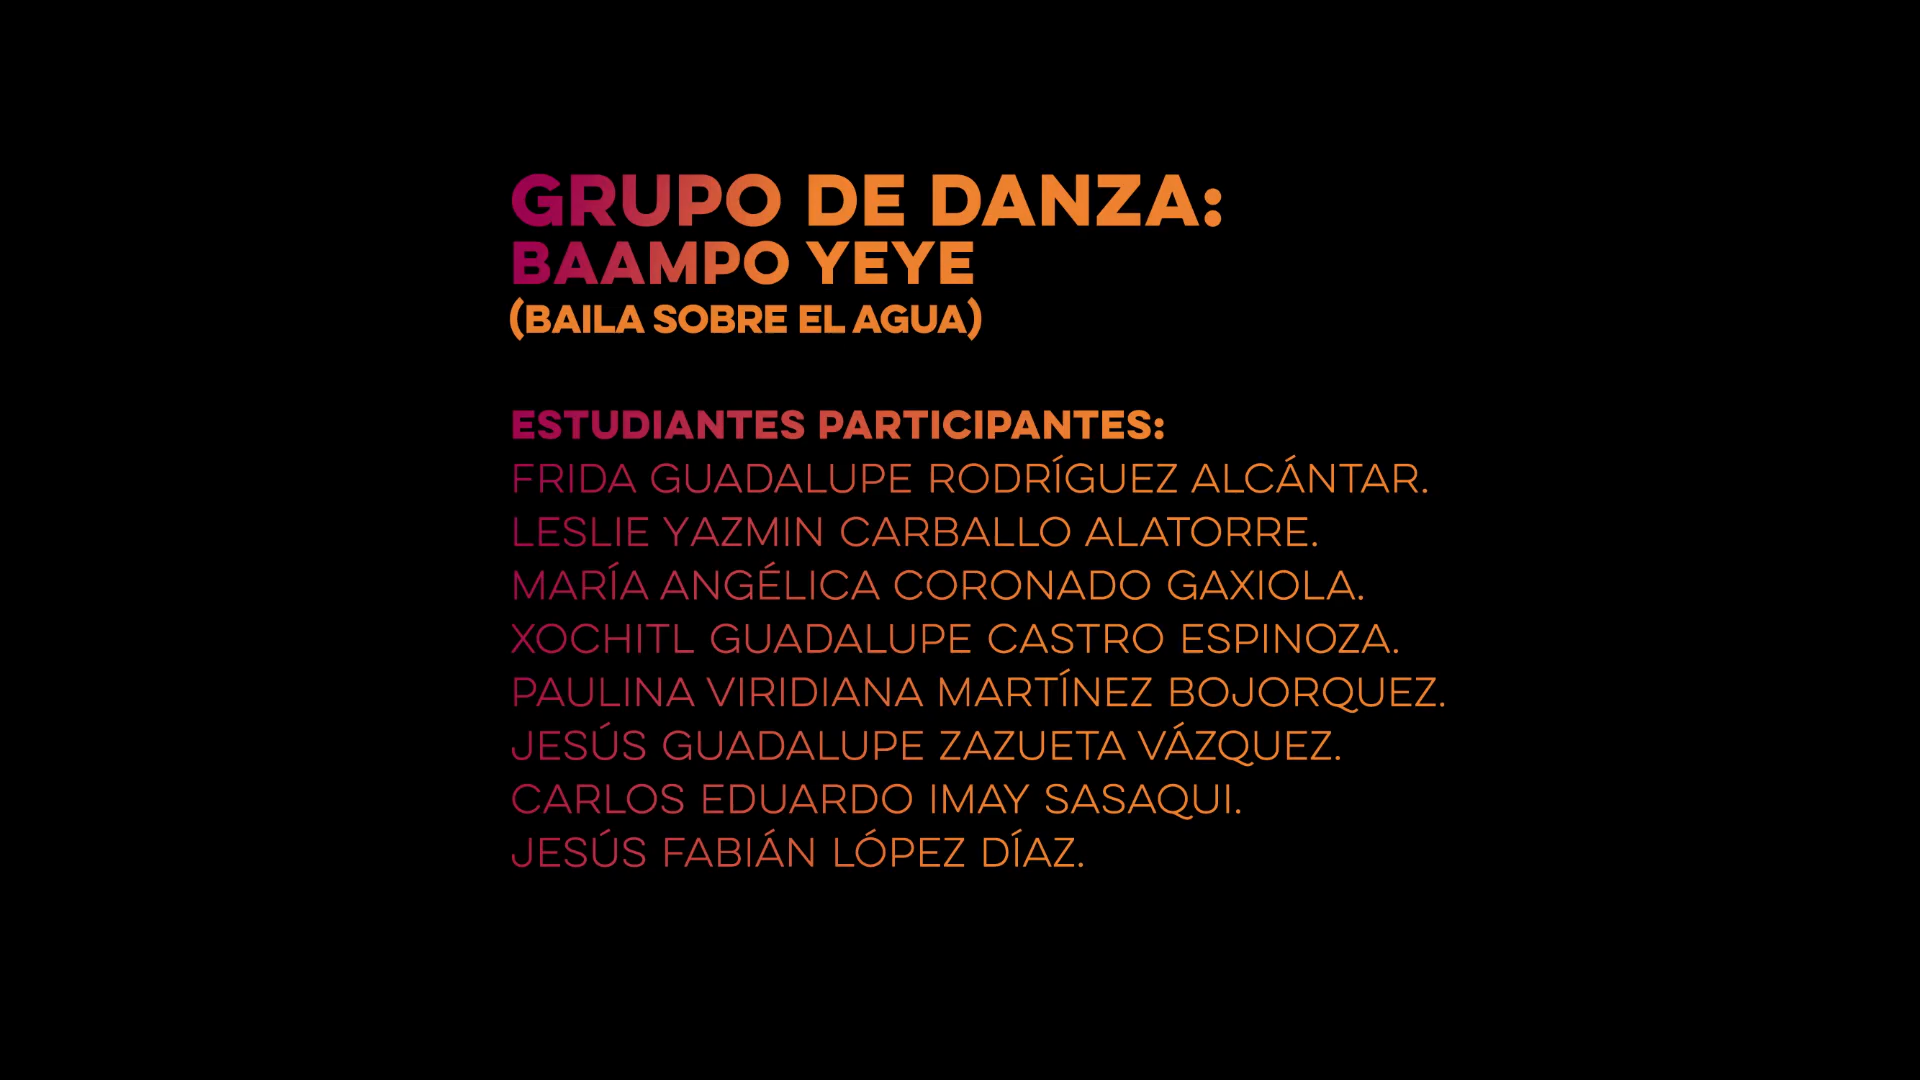 GRUPO DE DANZA:
BAAMPO YEYE
(BAILA SOBRE EL AGUA)
ESTUDIANTES PARTICIPANTES:
FRIDA GUADALUPE RODRÍGUEZ ALCÁNTAR.
LESLIE YAZMIN CARBALLO ALATORRE.
MARÍA ANGÉLICA CORONADO GAXIOLA.
XOCHITL GUADALUPE CASTRO ESPINOZA.
PAULINA VIRIDIANA MARTÍNEZ BOJORQUEZ.
JESÚS GUADALUPE ZAZUETA VÁZQUEZ.
CARLOS EDUARDO IMAY SASAQUI.
JESÚS FABIÁN LÓPEZ DÍAZ.